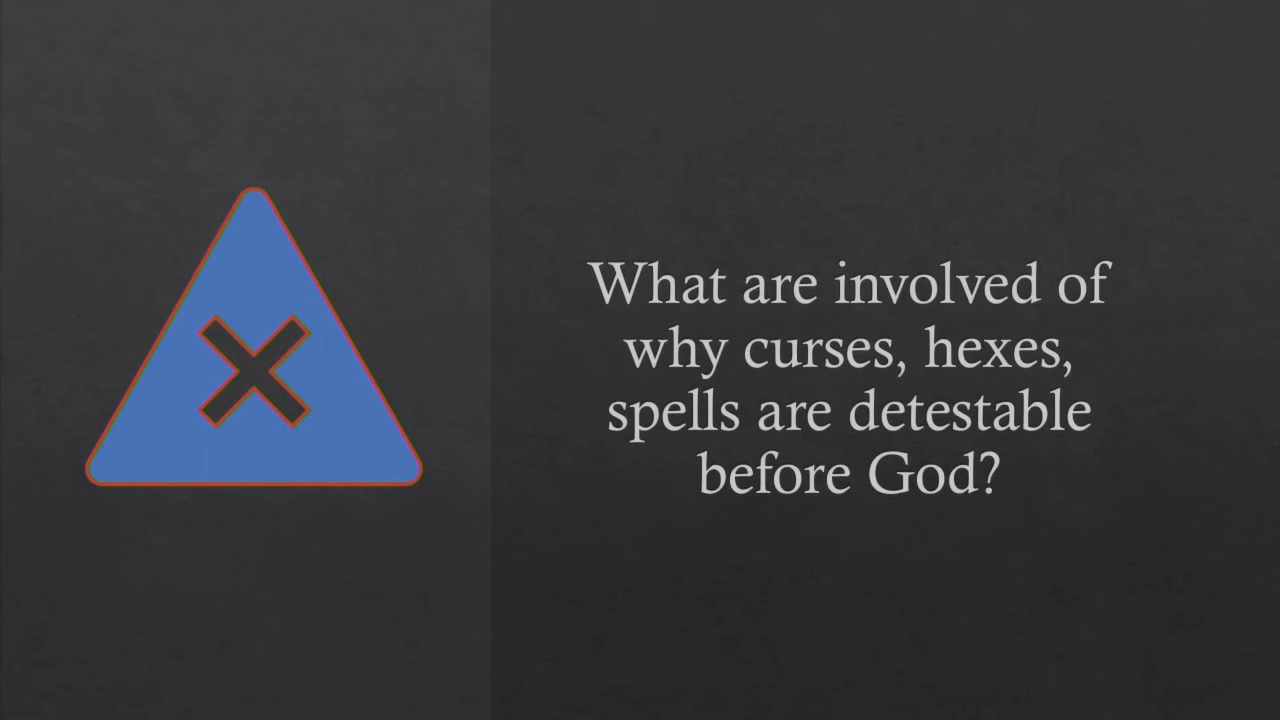 What are involved of
why curses, hexes,
spells are detestable
before God?